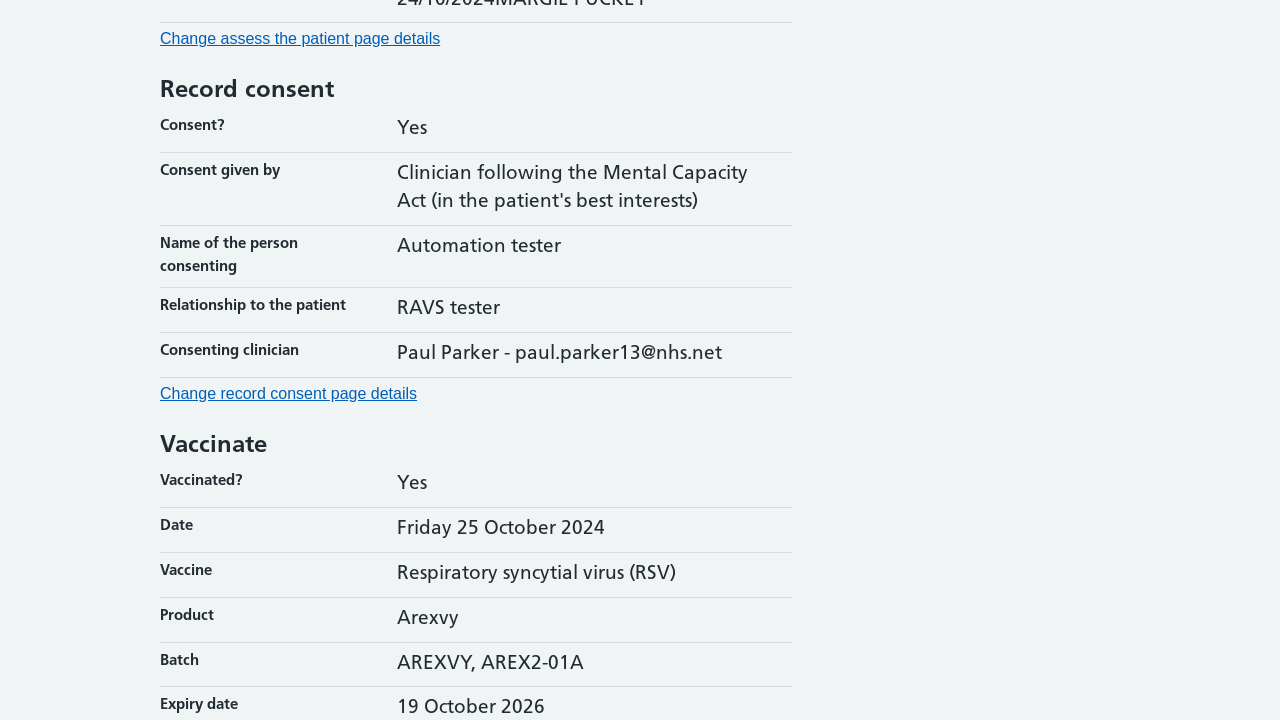 Change assess the patient page details
Record consent
Consent? Yes
Consent given by Clinician following the Mental Capacity
Act (in the patient's best interests)
Name of the person Automation tester
consenting
Relationship to the patient RAVS tester
Consenting clinician Paul Parker - paul.parker13@nhs.net
Change record consent page details
Vaccinate
Vaccinated? Yes
Date Friday 25 October 2024
Vaccine Respiratory syncytial virus (RSV)
Product Arexvy
Batch AREXVY, AREX2-01A
Expiry date 19 October 2026